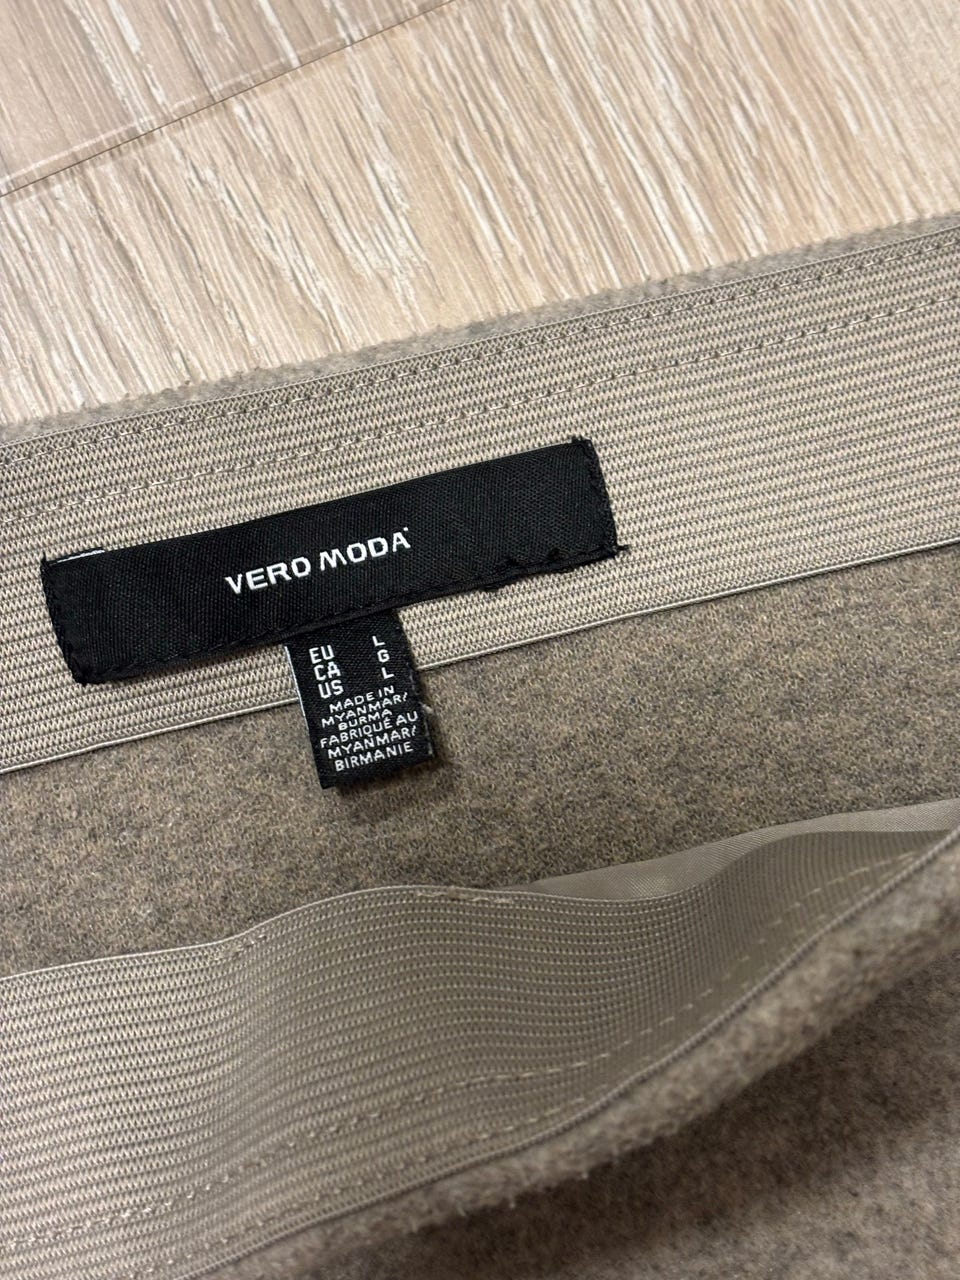 VERO MODA
EU L
CA G
US L
MADE IN
MYANMAR/
BURMA
FABRIQUÉ AU
MYANMAR/
BIRMANIE